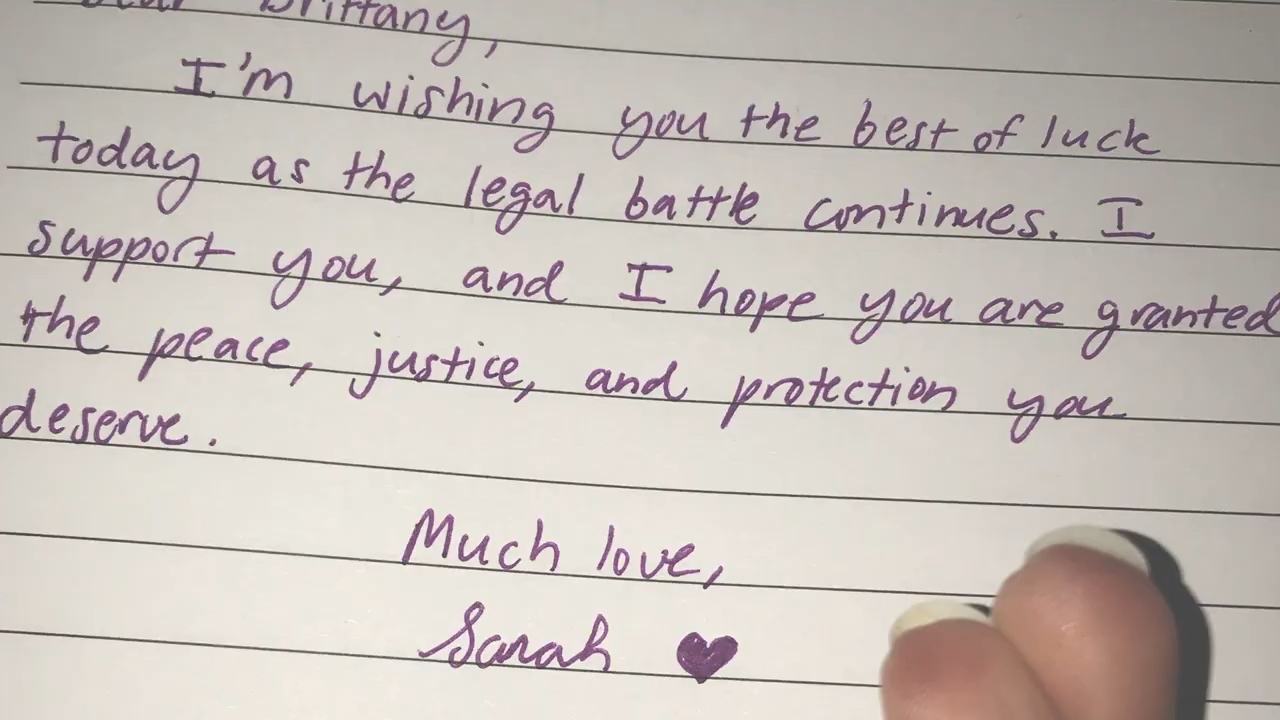 Dear Brittany,
I'm wishing you the best of luck
today as the legal battle continues. I
support you, and I hope you are granted
the peace, justice, and protection you
deserve.
Much love,
Sarah